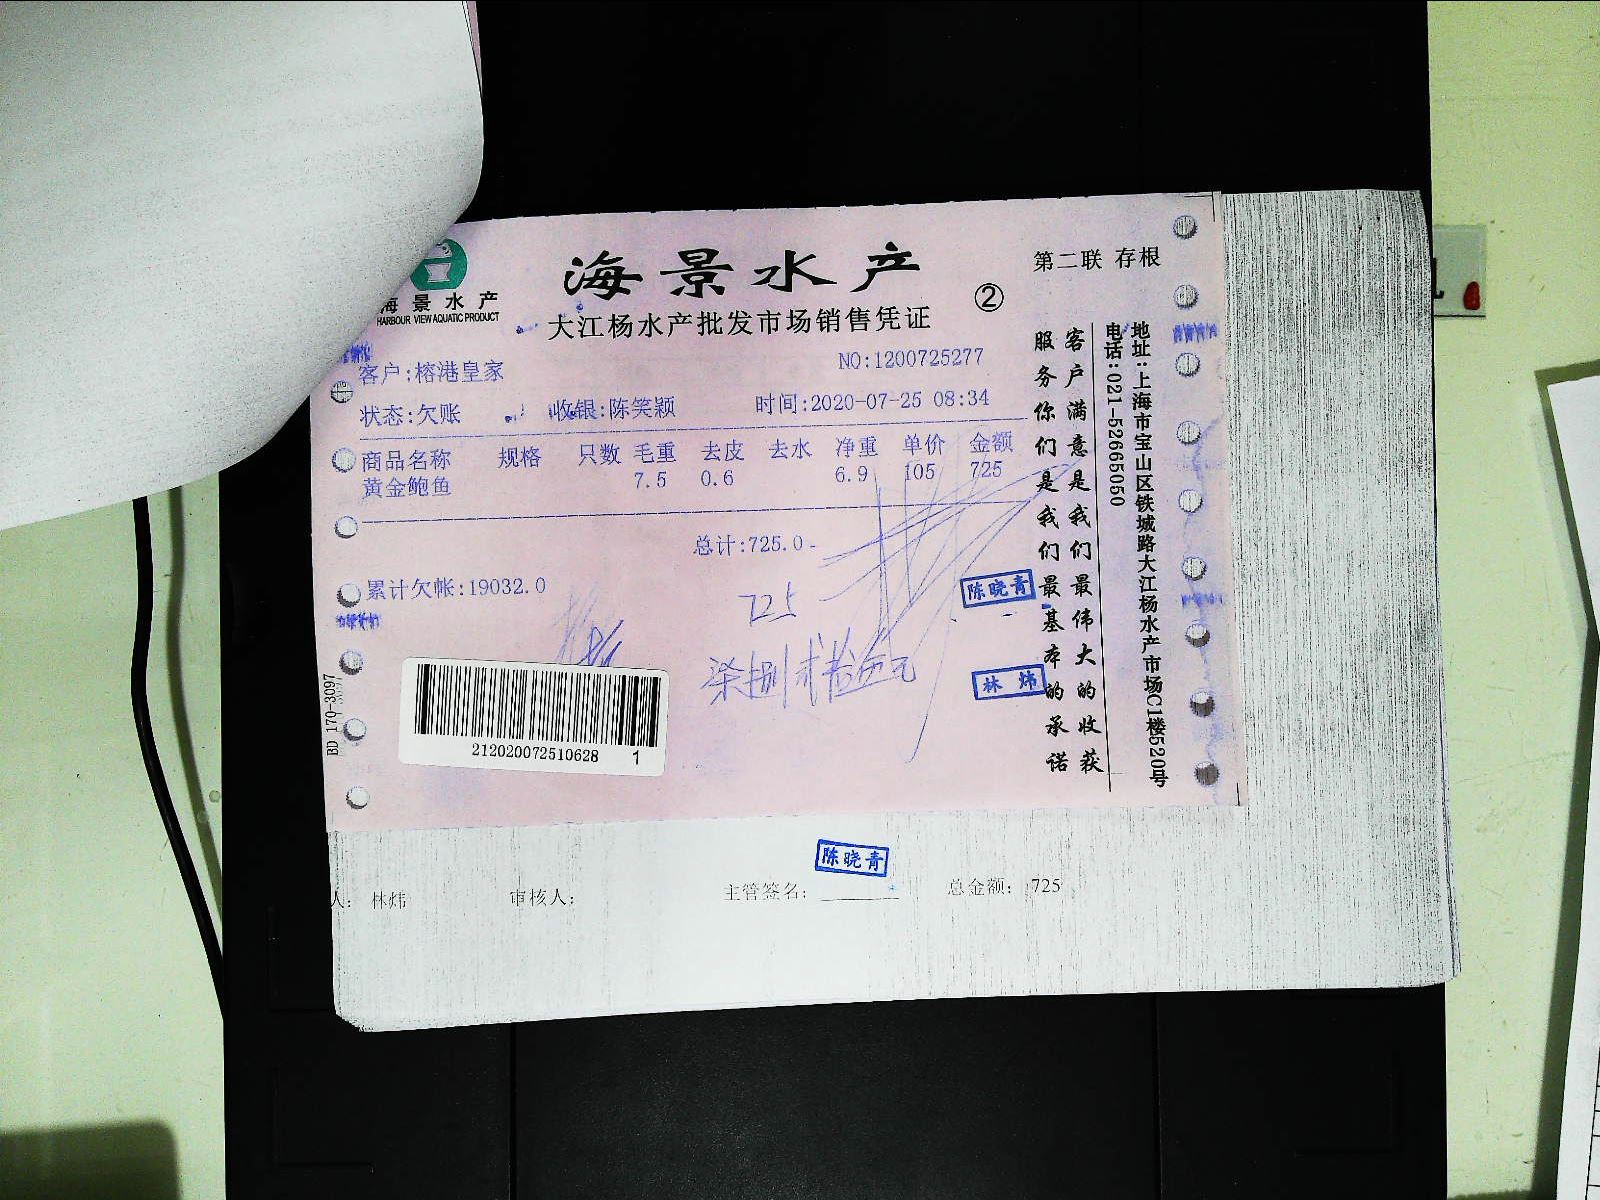 海景水产
HARBOUR VIEW AQUATIC PRODUCT
海景水产
大江杨水产批发市场销售凭证
②
第二联 存根
客户:榕港皇家
NO:1200725277
状态:欠账 收银:陈笑颖 时间:2020-07-25 08:34
商品名称 规格 只数 毛重 去皮 去水 净重 单价 金额
黄金鲍鱼 7.5 0.6 6.9 105 725
总计:725.0
累计欠帐:19032.0
725
陈晓青
林炜
212020072510628 1
BD 170-3097
客户满意是我们最伟大的收获
服务你们是我们最基本的承诺
地址:上海市宝山区铁城路大江杨水产市场C1楼520号
电话:021-52665050
陈晓青
人: 林炜 审核人: 主管签名: 总金额: 725